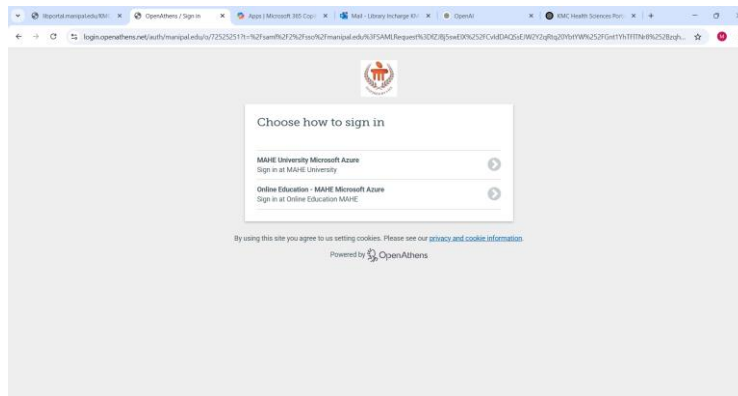 libportal.manipal.edu/KM
OpenAthens / Sign in
Apps | Microsoft 365 Cop
Mail - Library Incharge KM
OpenAI
KMC Health Sciences Por
Choose how to sign in
MAHE University Microsoft Azure
Sign in at MAHE University
Online Education - MAHE Microsoft Azure
Sign in at Online Education MAHE
By using this site you agree to us setting cookies. Please see our privacy and cookie information.
Powered by OpenAthens